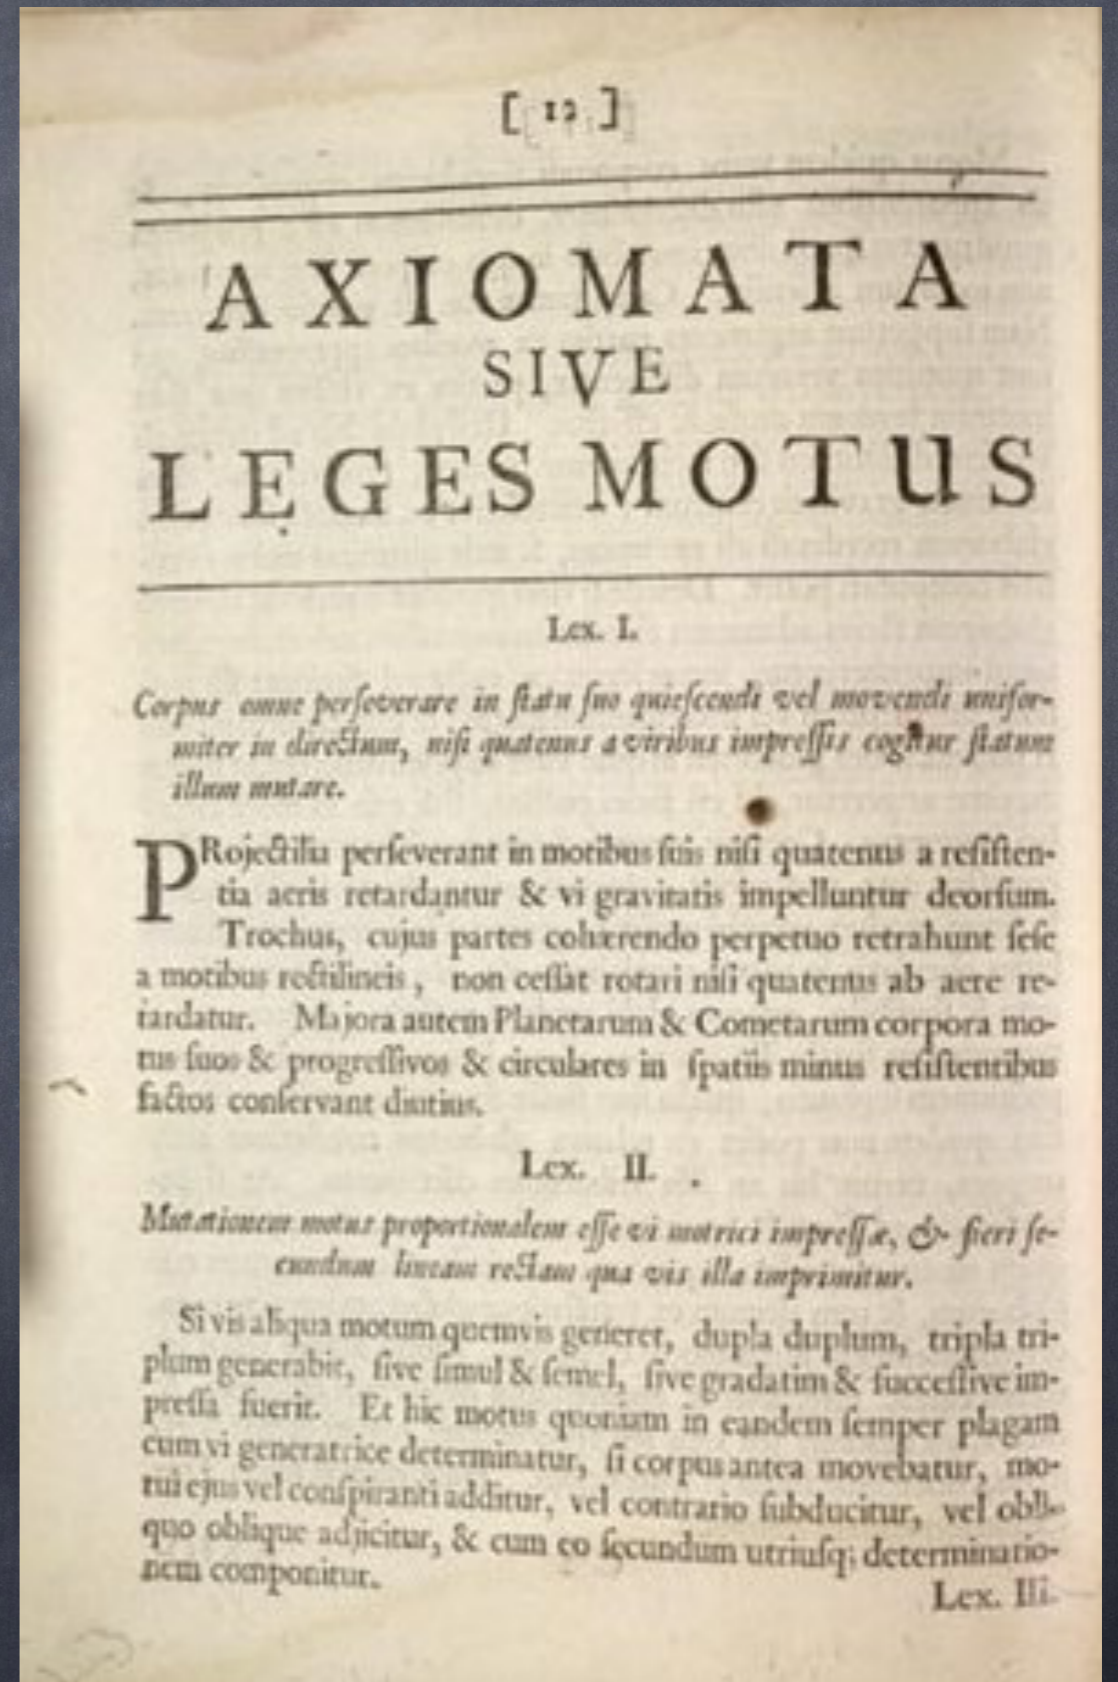 [ 12 ]
AXIOMATA
SIVE
LEGES MOTUS
Lex. I.
Corpus omne perſeverare in ſtatu ſuo quieſcendi vel movendi unifor-
miter in directum, niſi quatenus a viribus impreſſis cogitur ſtatum
illum mutare.
PRojectilia perſeverant in motibus ſuis niſi quatenus a reſiſten-
tia aeris retardantur & vi gravitatis impelluntur deorſum.
Trochus, cujus partes cohærendo perpetuo retrahunt ſeſe
a motibus rectilineis, non ceſſat rotari niſi quatenus ab aere re-
tardatur. Majora autem Planetarum & Cometarum corpora mo-
tus ſuos & progreſſivos & circulares in ſpatiis minus reſiſtentibus
factos conſervant diutius.
Lex. II.
Mutationem motus proportionalem eſſe vi motrici impreſſæ, & fieri ſe-
cundum lineam rectam qua vis illa imprimitur.
Si vis aliqua motum quemvis generet, dupla duplum, tripla tri-
plum generabit, ſive ſimul & ſemel, ſive gradatim & ſucceſſive im-
preſſa fuerit. Et hic motus quoniam in eandem ſemper plagam
cum vi generatrice determinatur, ſi corpus antea movebatur, mo-
tui ejus vel conſpiranti additur, vel contrario ſubducitur, vel obli-
quo oblique adjicitur, & cum eo ſecundum utriuſq; determinatio-
nem componitur.
Lex. III.